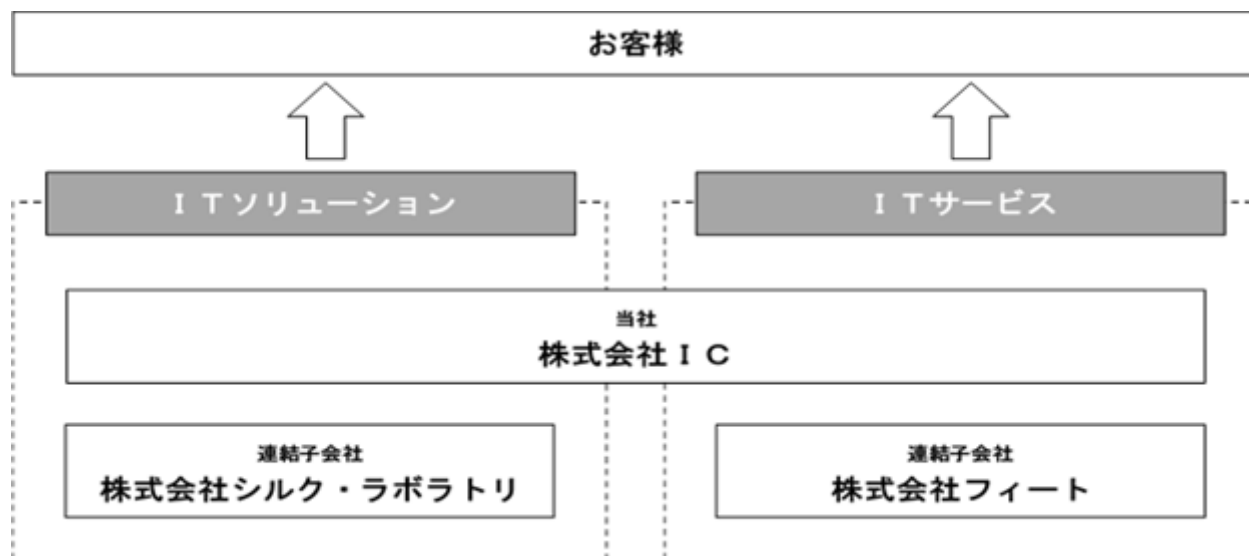 お客様
ＩＴソリューション
ＩＴサービス
当社
株式会社ＩＣ
連結子会社
株式会社シルク・ラボラトリ
連結子会社
株式会社フィート